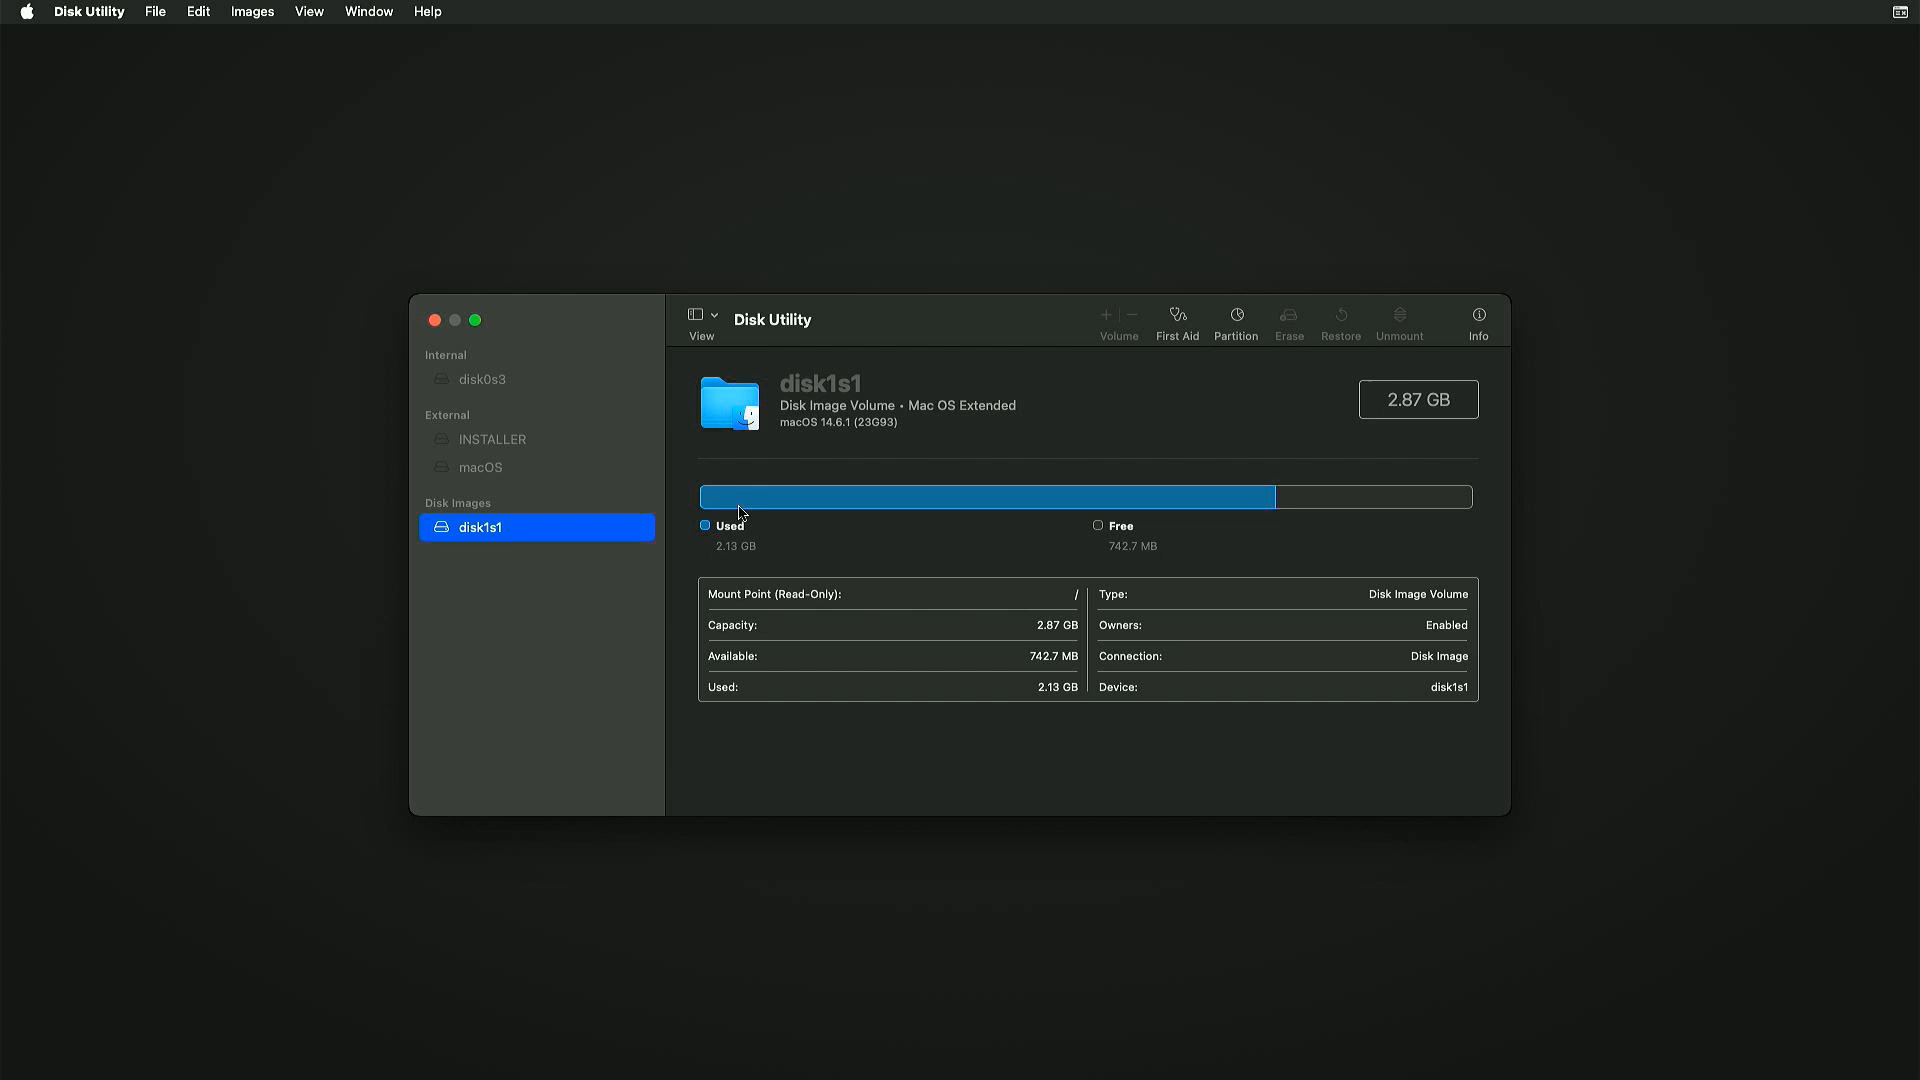 Disk Utility File Edit Images View Window Help
Disk Utility
View
Volume First Aid Partition Erase Restore Unmount Info
Internal
disk0s3
External
INSTALLER
macOS
Disk Images
disk1s1
disk1s1
Disk Image Volume • Mac OS Extended
macOS 14.6.1 (23G93)
2.87 GB
Used
2.13 GB
Free
742.7 MB
Mount Point (Read-Only): /
Capacity: 2.87 GB
Available: 742.7 MB
Used: 2.13 GB
Type: Disk Image Volume
Owners: Enabled
Connection: Disk Image
Device: disk1s1